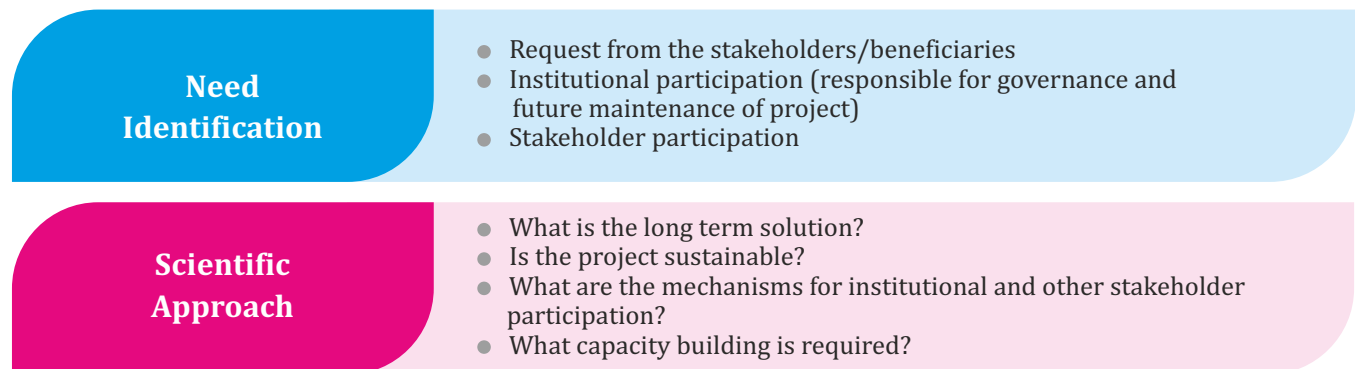 Need
Identification
● Request from the stakeholders/beneficiaries
● Institutional participation (responsible for governance and
future maintenance of project)
● Stakeholder participation
Scientific
Approach
● What is the long term solution?
● Is the project sustainable?
● What are the mechanisms for institutional and other stakeholder
participation?
● What capacity building is required?